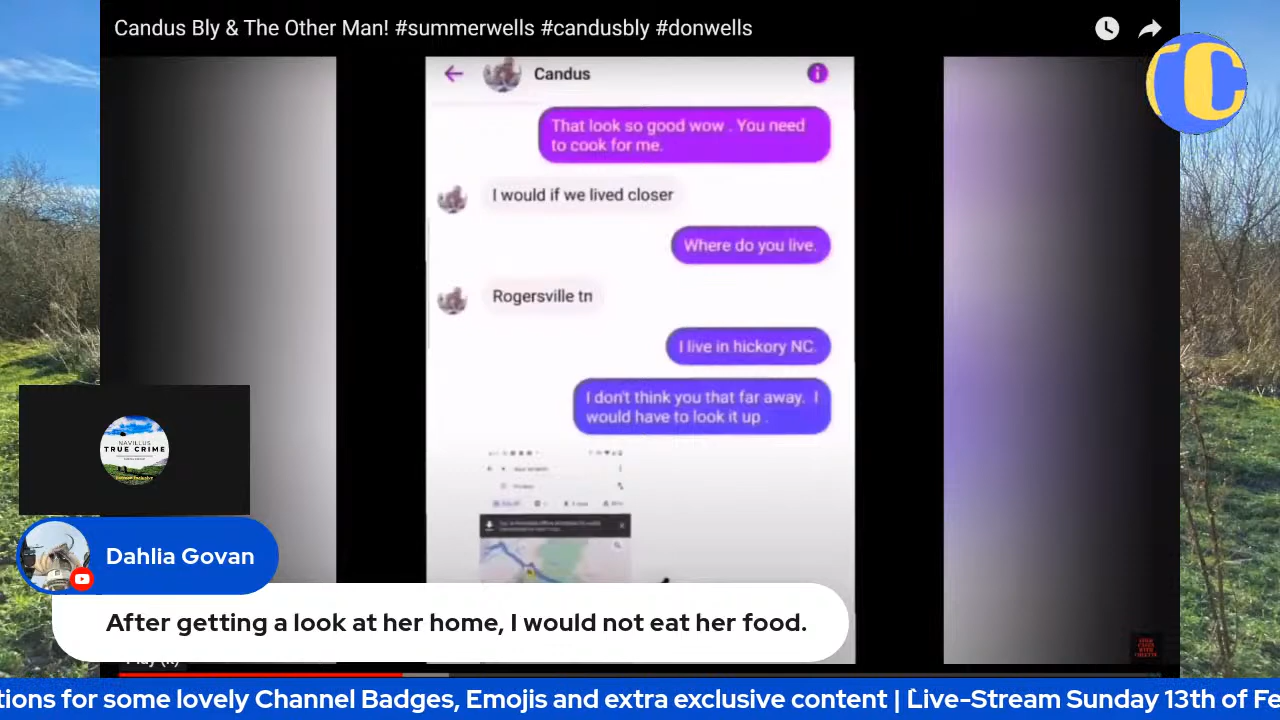 Candus Bly & The Other Man! #summerwells #candusbly #donwells
Candus
That look so good wow . You need
to cook for me.
I would if we lived closer
Where do you live.
Rogersville tn
I live in hickory NC.
I don't think you that far away. I
would have to look it up .
NAVILLUS
TRUE CRIME
Dahlia Govan
After getting a look at her home, I would not eat her food.
Play (k)
tions for some lovely Channel Badges, Emojis and extra exclusive content | Live-Stream Sunday 13th of Fe